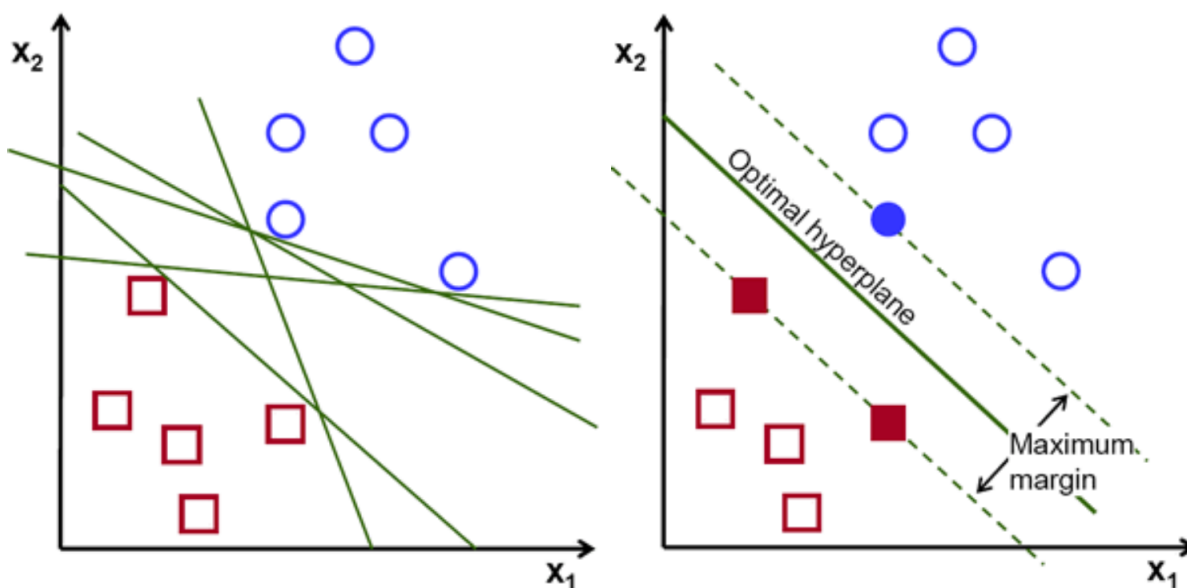 x₂
x₁
x₂
Optimal hyperplane
Maximum
margin
x₁